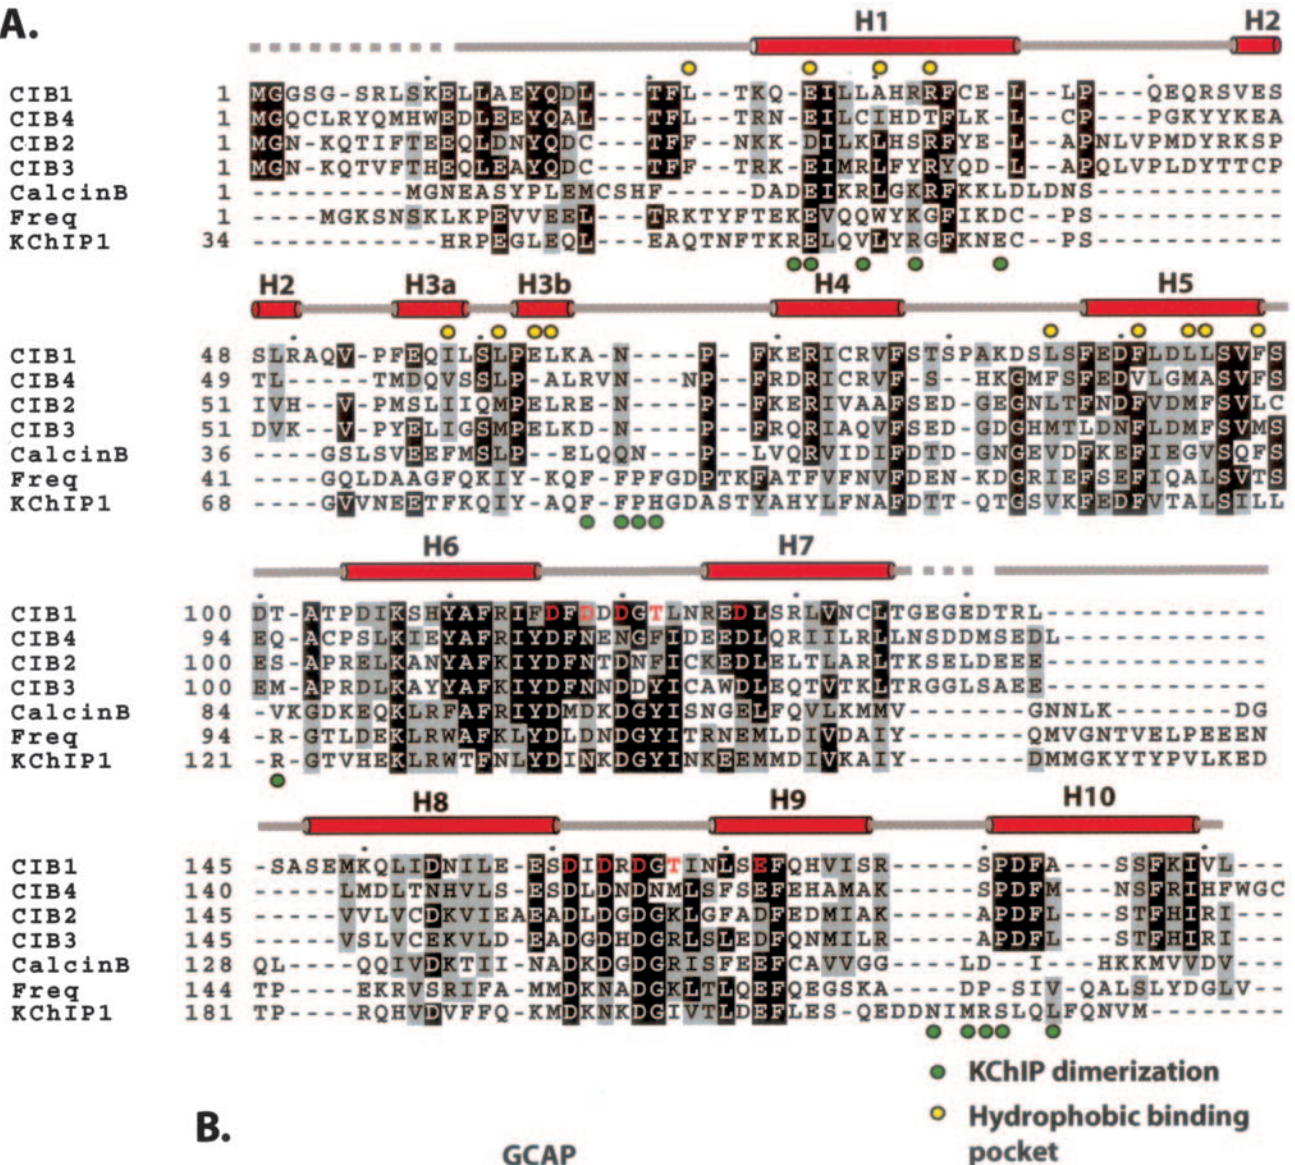 A.
H1 H2
CIB1 1 MGGSG-SRLSKELLAEYQDL---TFL--TKQ-EILLAHRRFCE-L--LP---QEQRSVES
CIB4 1 MGQCLRYQMHWEDLEEYQAL---TFL--TRN-EILCIHDTFLK-L--CP---PGKYYKEA
CIB2 1 MGN-KQTIFTEEQLDNYQDC---TFF--NKK-DILKLHSRFYE-L--APNLVPMDYRKSP
CIB3 1 MGN-KQTVFTHEQLEAYQDC---TFF--TKK-EIMRLFYRYQD-L--APQLVPLDYTTCP
CalcinB 1 ---------MGNEASYPLEMCSHF-----DADEIKRLGKRFKKLDLDNS-----------
Freq 1 ----MGKSNSKLKPEVVEEL---TRKTYFTEKEVQQWYKGFIKDC--PS-----------
KChIP1 34 -----------HRPEGLEQL---EAQTNFTKRELQVLYRGFKNEC--PS-----------
H2 H3a H3b H4 H5
CIB1 48 SLRAQV-PFEQILSLPELKA-N----P--FKERICRVFSTSPAKDSLSFEDFLDLLSVFS
CIB4 49 TL-----TMDQVSSLP-ALRVN---NP--FRDRICRVF-S--HKGMFSFEDVLGMASVFS
CIB2 51 IVH--V-PMSLIIQMPELRE-N----P--FKERIVAAFSED-GEGNLTFNDFVDMFSVLC
CIB3 51 DVK--V-PYELIGSMPELKD-N----P--FRQRIAQVFSED-GDGHMTLDNFLDMFSVMS
CalcinB 36 ----GSLSVEEFMSLP--ELQQN---P--LVQRVIDIFDTD-GNGEVDFKEFIEGVSQFS
Freq 41 ----GQLDAAGFQKIY-KQF-FPFGDPTKFATFVFNVFDEN-KDGRIEFSEFIQALSVTS
KChIP1 68 ----GVVNEETFKQIY-AQF-FPHGDASTYAHYLFNAFDTT-QTGSVKFEDFVTALSILL
H6 H7
CIB1 100 DT-ATPDIKSHYAFRIFDFDDDGTLNREDLSRLVNCLTGEGEDTRL-------------
CIB4 94 EQ-ACPSLKIEYAFRIYDFNENGFIDEEDLQRIILRLLNSDDMSEDL------------
CIB2 100 ES-APRELKANYAFKIYDFNTDNFICKEDLELTLARLTKSELDEEE-------------
CIB3 100 EM-APRDLKAYYAFKIYDFNNDDYICAWDLEQTVTKLTRGGLSAEE-------------
CalcinB 84 -VKGDKEQKLRFAFRIYDMDKDGYISNGELFQVLKMMV-------GNNLK-------DG
Freq 94 -R-GTLDEKLRWAFKLYDLDNDGYITRNEMLDIVDAIY-------QMVGNTVELPEEEN
KChIP1 121 -R-GTVHEKLRWTFNLYDINKDGYINKEEMMDIVKAIY-------DMMGKYTYPVLKED
H8 H9 H10
CIB1 145 -SASEMKQLIDNILE-ESDIDRDGTINLSEFQHVISR-----SPDFA---SSFKIVL---
CIB4 140 -----LMDLTNHVLS-ESDLDNDNMLSFSEFEHAMAK-----SPDFM---NSFRIHFWGC
CIB2 145 -----VVLVCDKVIEAEADLDGDGKLGFADFEDMIAK-----APDFL---STFHIRI---
CIB3 145 -----VSLVCEKVLD-EADGDHDGRLSLEDFQNMILR-----APDFL---STFHIRI---
CalcinB 128 QL----QQIVDKTII-NADKDGDGRISFEEFCAVVGG----LD--I---HKKMVVDV---
Freq 144 TP----EKRVSRIFA-MMDKNADGKLTLQEFQEGSKA----DP-SIV-QALSLYDGLV--
KChIP1 181 TP----RQHVDVFFQ-KMDKNKDGIVTLDEFLES-QEDDNIMRSLQLFQNVM--------
KChIP dimerization
Hydrophobic binding
pocket
B.
GCAP